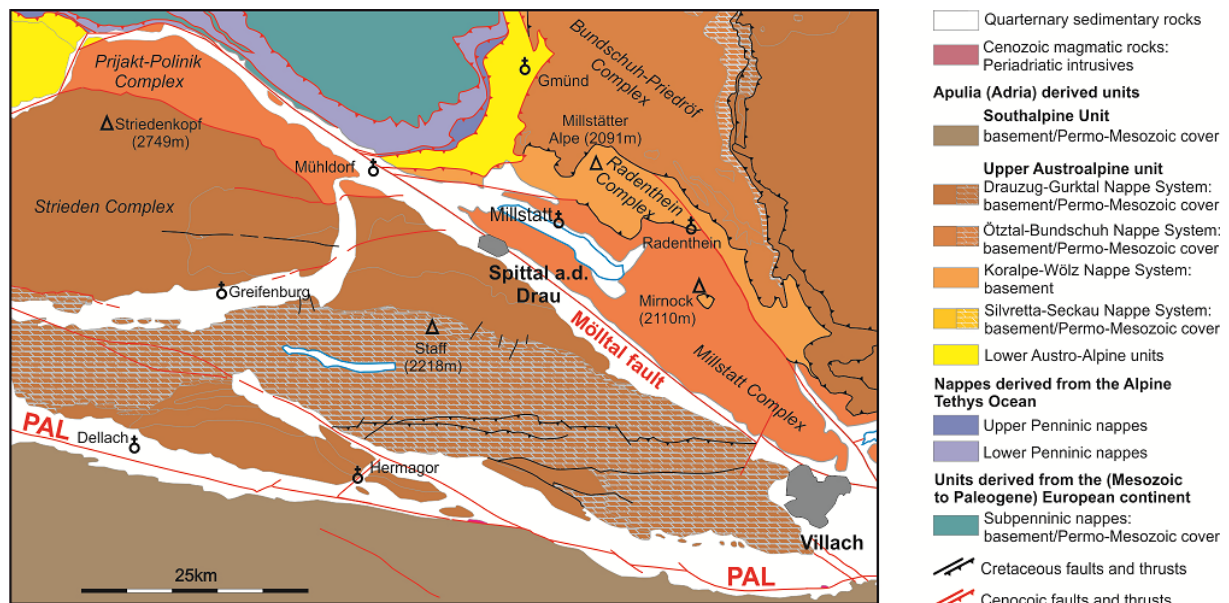 Prijakt-Polinik
Complex
Striedenkopf
(2749m)
Strieden Complex
Mühldorf
Gmünd
Bundschuh-Priedröf
Complex
Millstätter
Alpe (2091m)
Radenthein
Complex
Millstatt
Radenthein
Spittal a.d.
Drau
Mirnock
(2110m)
Greifenburg
Staff
(2218m)
Mölltal fault
Millstatt Complex
PAL
Dellach
Hermagor
Villach
PAL
25km
Quarternary sedimentary rocks
Cenozoic magmatic rocks:
Periadriatic intrusives
Apulia (Adria) derived units
Southalpine Unit
basement/Permo-Mesozoic cover
Upper Austroalpine unit
Drauzug-Gurktal Nappe System:
basement/Permo-Mesozoic cover
Ötztal-Bundschuh Nappe System:
basement/Permo-Mesozoic cover
Koralpe-Wölz Nappe System:
basement
Silvretta-Seckau Nappe System:
basement/Permo-Mesozoic cover
Lower Austro-Alpine units
Nappes derived from the Alpine
Tethys Ocean
Upper Penninic nappes
Lower Penninic nappes
Units derived from the (Mesozoic
to Paleogene) European continent
Subpenninic nappes:
basement/Permo-Mesozoic cover
Cretaceous faults and thrusts
Cenocoic faults and thrusts